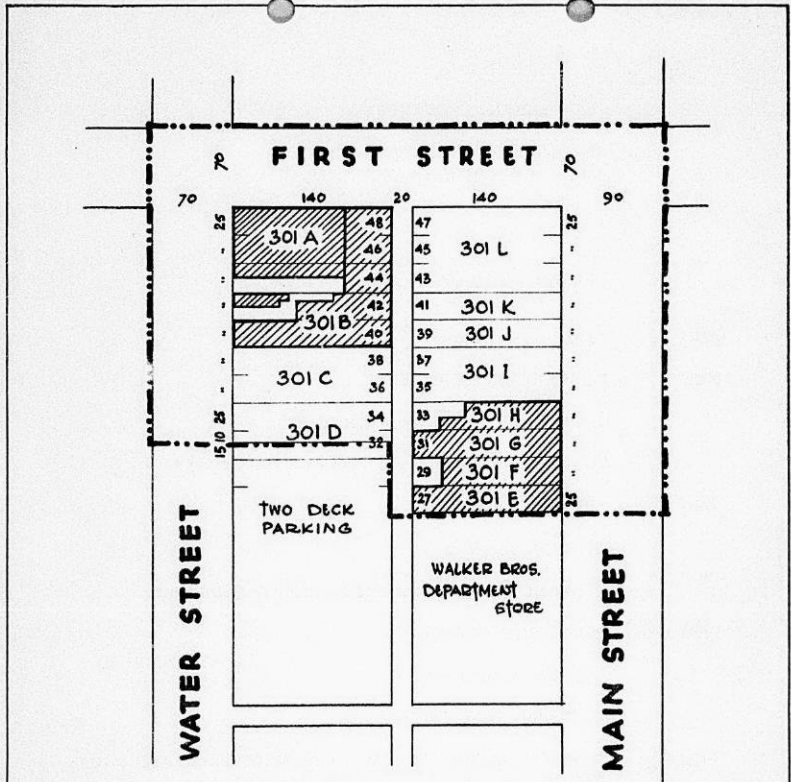 FIRST STREET
70 70
70 140 20 140 90
25 48 47 25
301 A 46 45 301 L "
" 44 43 "
" 42 41 301 K "
" 301 B 40 39 301 J "
" 38 37 "
301 C 301 I
" 36 35 "
25 34 33 301 H "
10 301 D 32 31 301 G "
15 29 301 F "
27 301 E 25
TWO DECK
PARKING
WALKER BROS.
DEPARTMENT
STORE
WATER STREET
MAIN STREET